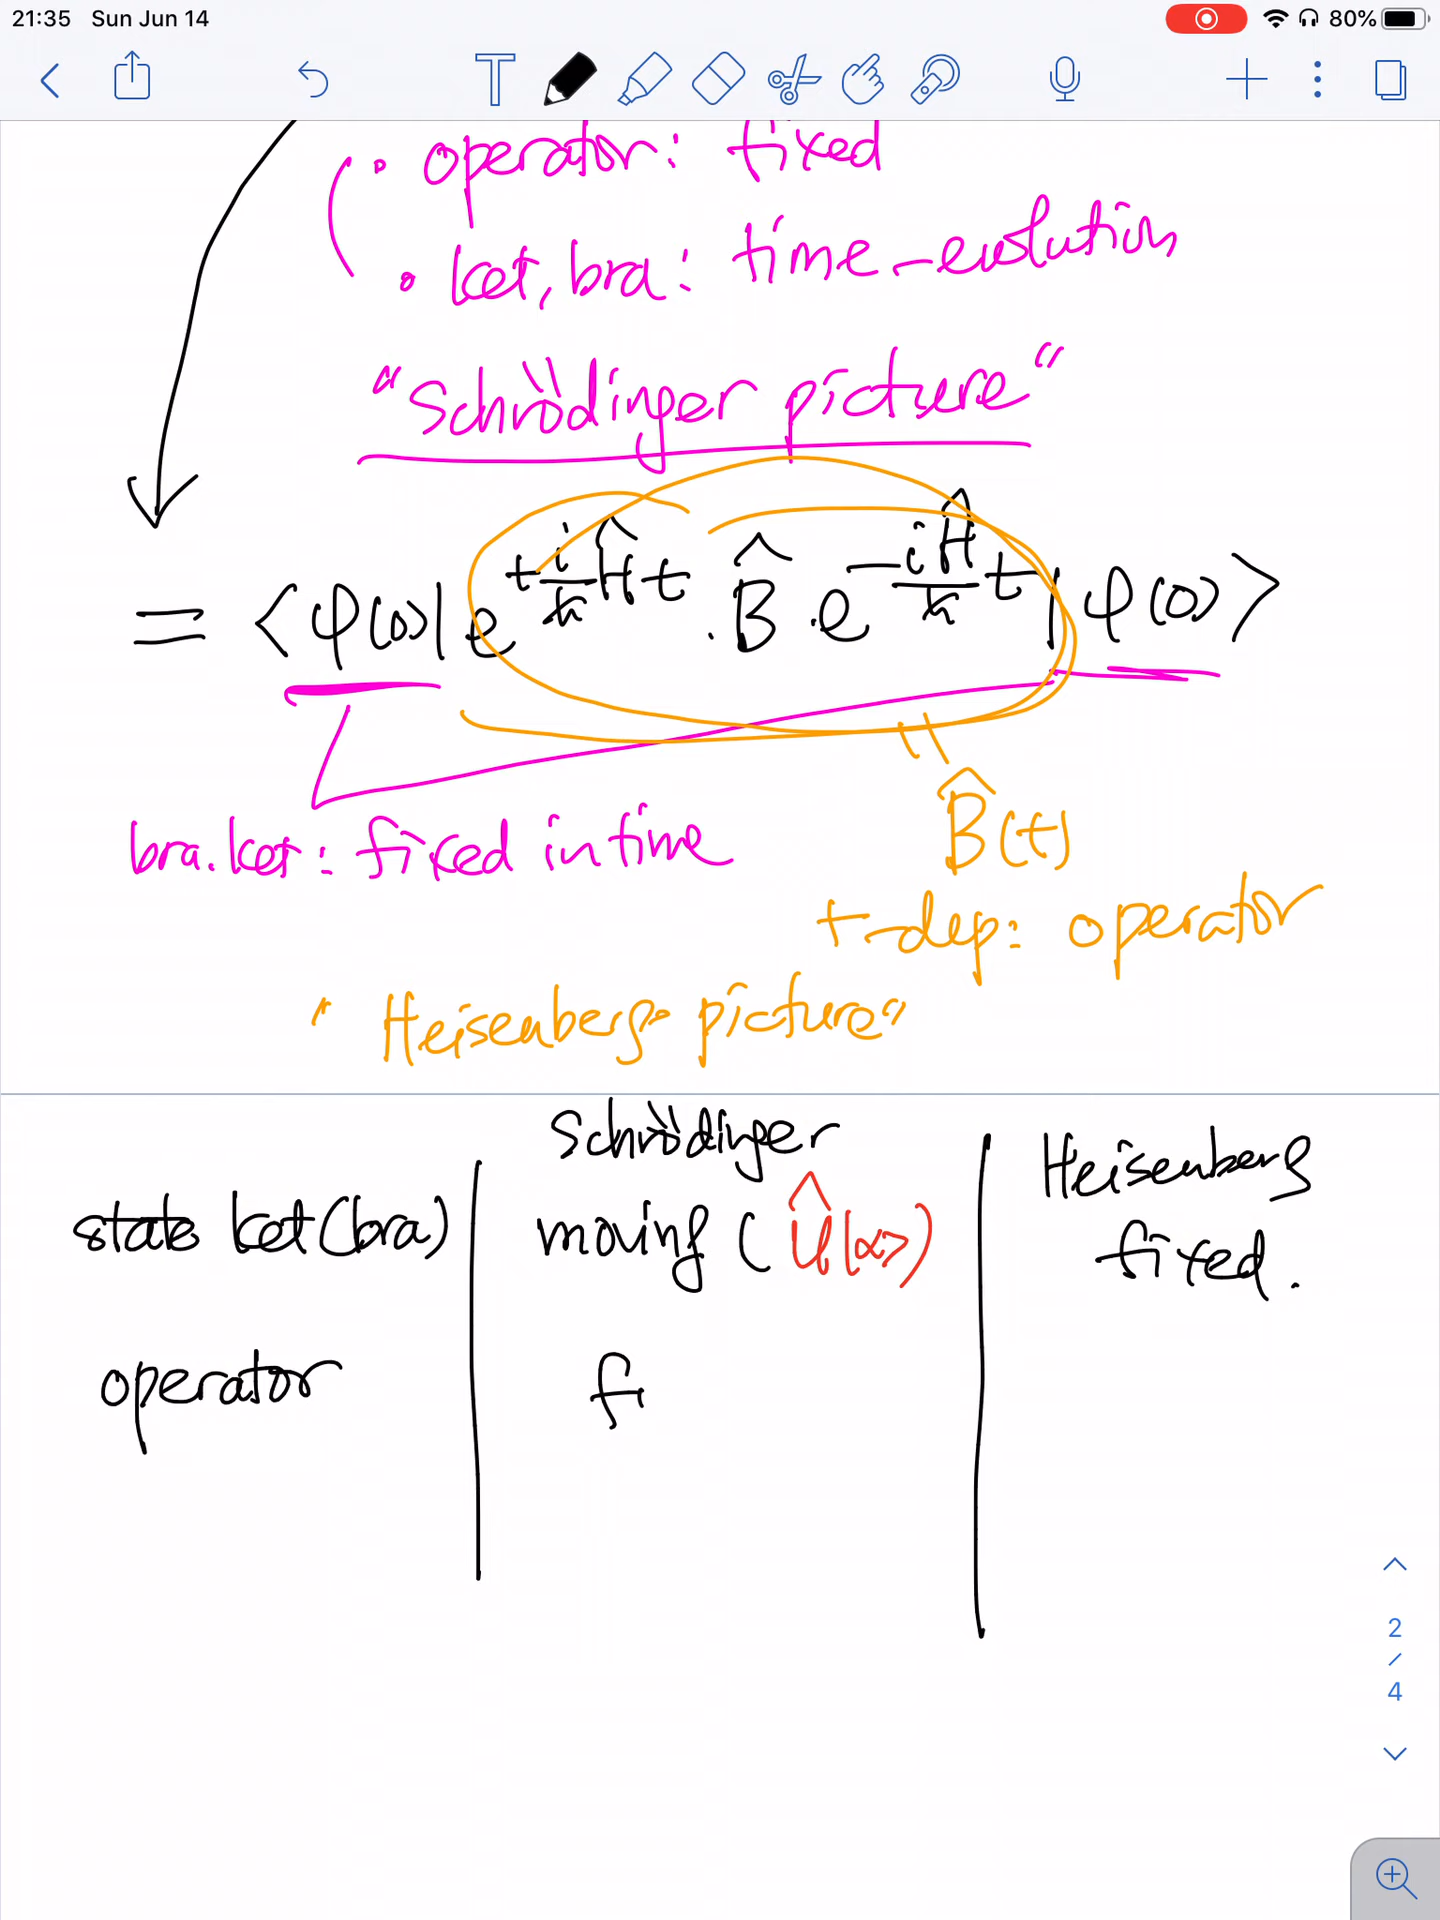 21:35 Sun Jun 14 80%
• operator: fixed
• ket, bra: time-evolution
"Schrödinger picture"
= <φ(0)| e^{+\frac{i}{ħ}Ĥt} · B̂ · e^{-\frac{iĤ}{ħ}t} |φ(0)>
bra.ket: fixed in time
B̂(t)
t-dep: operator
"Heisenberg picture"
Schrödinger
Heisenberg
state ket(bra) moving ( Û|α>) fixed.
operator fi
2
/
4